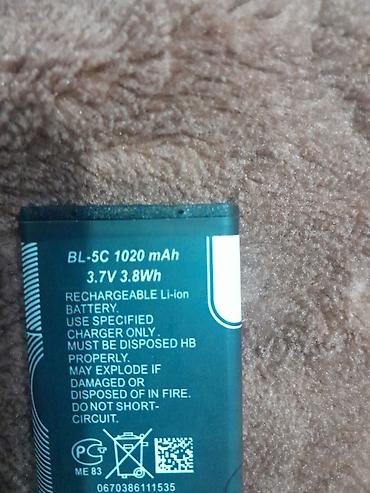 BL-5C 1020 mAh
3.7V 3.8Wh
RECHARGEABLE Li-ion
BATTERY.
USE SPECIFIED
CHARGER ONLY.
MUST BE DISPOSED HB
PROPERLY.
MAY EXPLODE IF
DAMAGED OR
DISPOSED OF IN FIRE.
DO NOT SHORT-
CIRCUIT.
ME 83
0670386111535